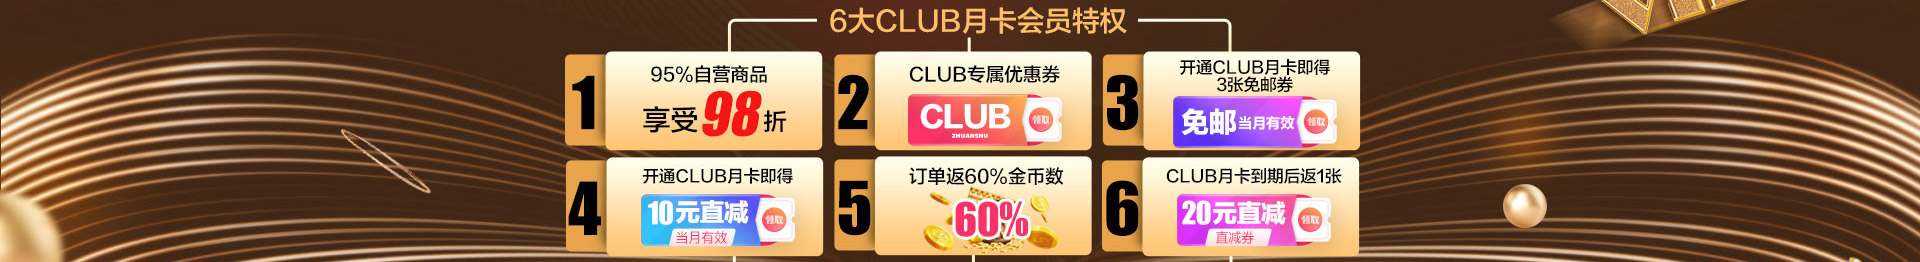 6大CLUB月卡会员特权
1
95%自营商品
享受98折
2
CLUB专属优惠券
CLUB
ZHUANSHU
领取
3
开通CLUB月卡即得
3张免邮券
免邮当月有效
领取
4
开通CLUB月卡即得
10元直减
当月有效
领取
5
订单返60%金币数
60%
6
CLUB月卡到期后返1张
20元直减
直减券
领取